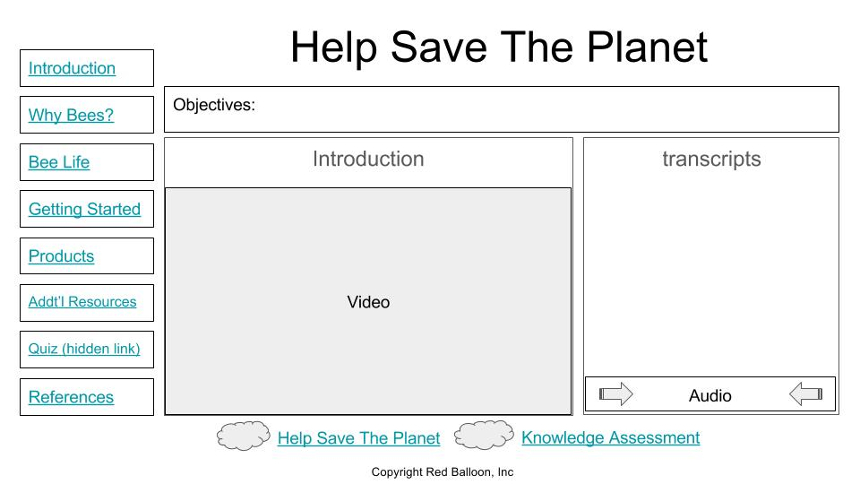 Help Save The Planet
Introduction
Why Bees?
Bee Life
Getting Started
Products
Addt'l Resources
Quiz (hidden link)
References
Objectives:
Introduction
Video
transcripts
Audio
Help Save The Planet
Knowledge Assessment
Copyright Red Balloon, Inc